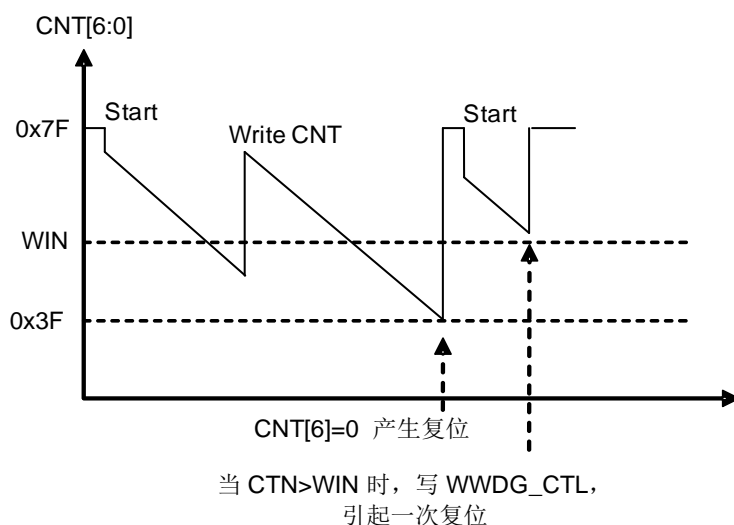 CNT[6:0]
0x7F
Start
Write CNT
Start
WIN
0x3F
CNT[6]=0 产生复位
当 CTN>WIN 时，写 WWDG_CTL，
引起一次复位